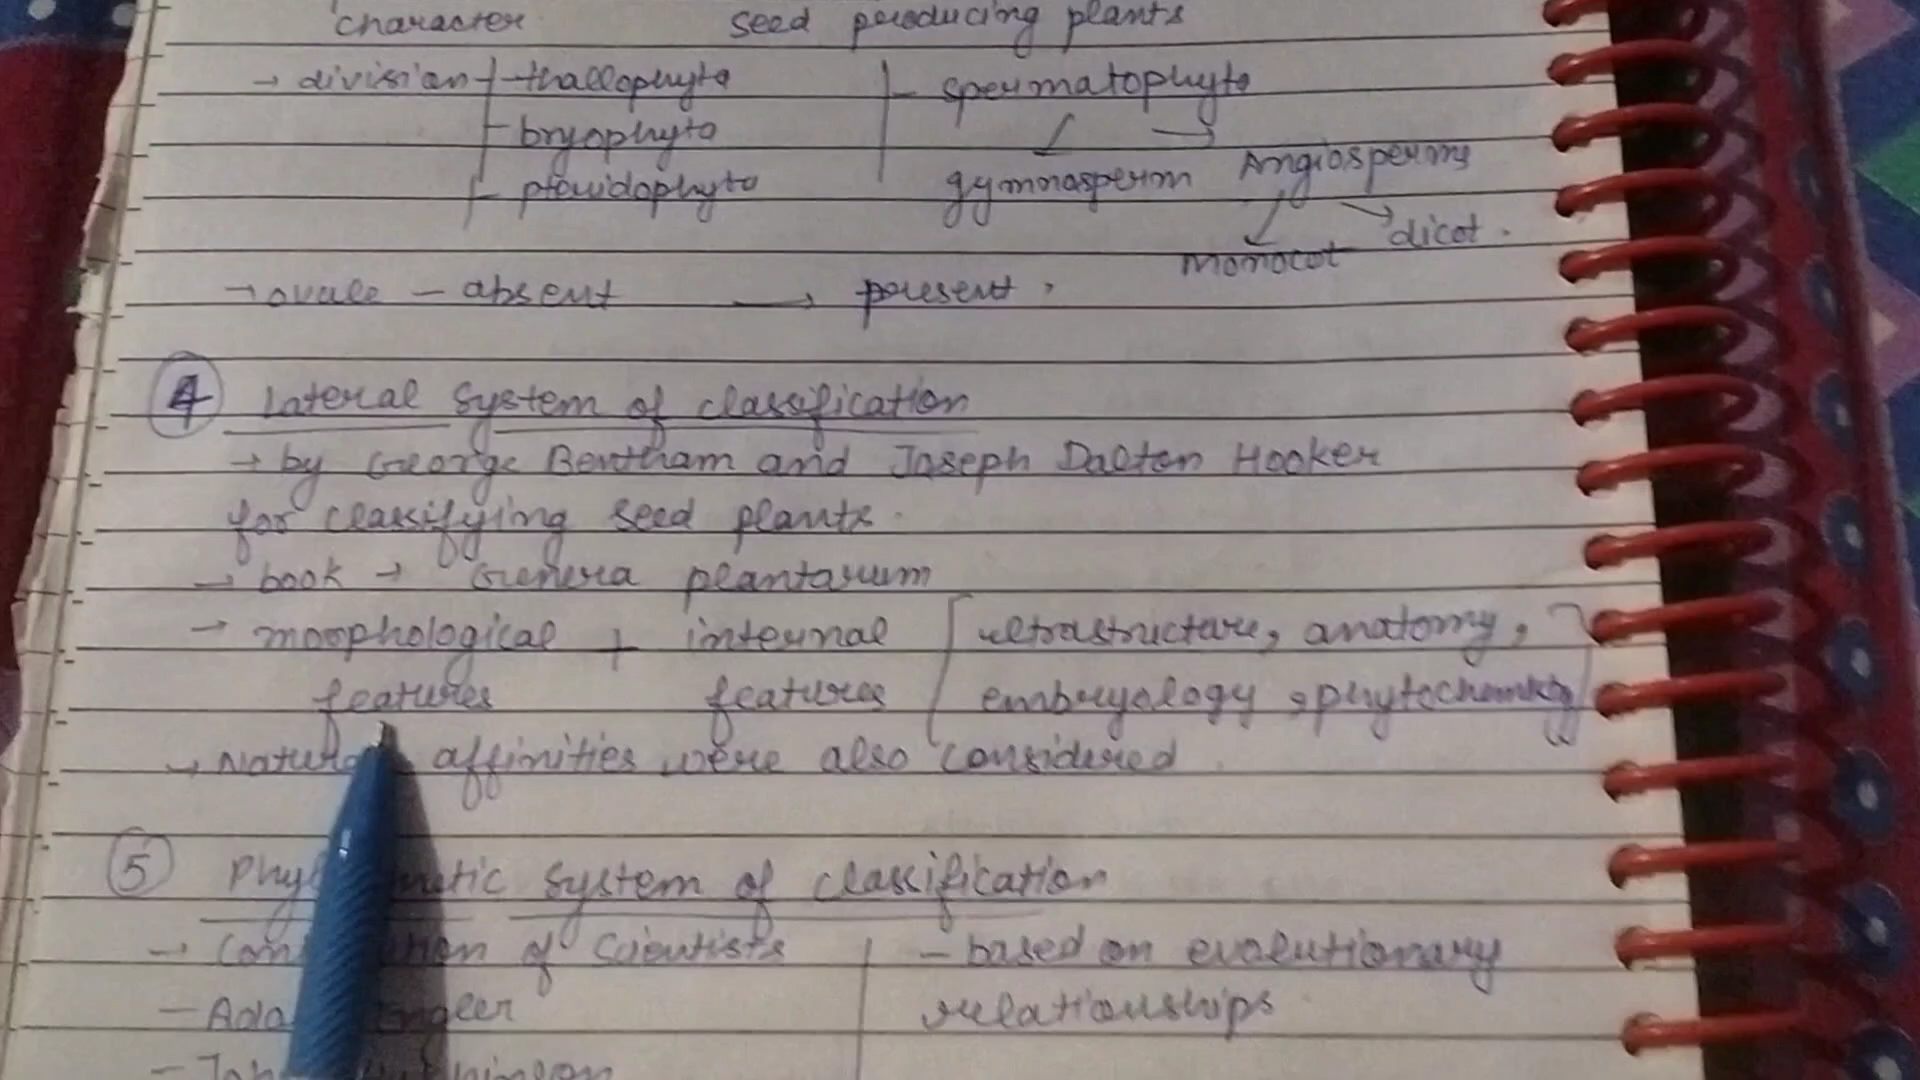 character seed producing plants
→ division thallophyta - spermatophyta
- bryophyta
- pteridophyta gymnosperm Angiosperms
monocot dicot.
→ ovule - absent → present.
4 Lateral System of classification
→ by George Bentham and Joseph Dalton Hooker
for classifying seed plants.
→ book → Genera plantarum
→ morphological + internal [ultrastructure, anatomy,
features features embryology, phytochemistry]
→ affinities were also considered
5 System of classification
→ of Scientists - based on evolutionary
relationships